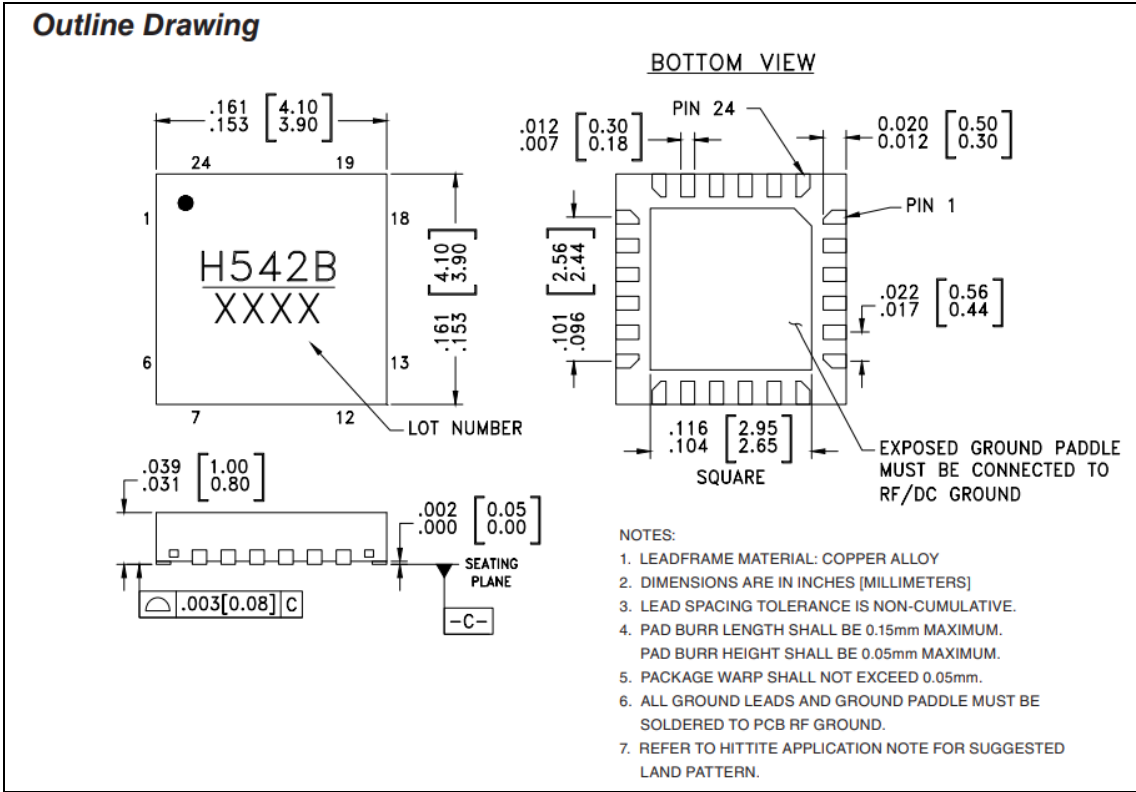 Outline Drawing
BOTTOM VIEW
.161 [4.10]
.153 [3.90]
24
19
1
18
H542B
XXXX
6
13
7
12
LOT NUMBER
.161 [4.10]
.153 [3.90]
PIN 24
.012 [0.30]
.007 [0.18]
0.020 [0.50]
0.012 [0.30]
PIN 1
[2.56]
[2.44]
.101
.096
.022 [0.56]
.017 [0.44]
.116 [2.95]
.104 [2.65]
SQUARE
EXPOSED GROUND PADDLE
MUST BE CONNECTED TO
RF/DC GROUND
.039 [1.00]
.031 [0.80]
.002 [0.05]
.000 [0.00]
SEATING
PLANE
.003[0.08] C
-C-
NOTES:
1. LEADFRAME MATERIAL: COPPER ALLOY
2. DIMENSIONS ARE IN INCHES [MILLIMETERS]
3. LEAD SPACING TOLERANCE IS NON-CUMULATIVE.
4. PAD BURR LENGTH SHALL BE 0.15mm MAXIMUM.
PAD BURR HEIGHT SHALL BE 0.05mm MAXIMUM.
5. PACKAGE WARP SHALL NOT EXCEED 0.05mm.
6. ALL GROUND LEADS AND GROUND PADDLE MUST BE
SOLDERED TO PCB RF GROUND.
7. REFER TO HITTITE APPLICATION NOTE FOR SUGGESTED
LAND PATTERN.